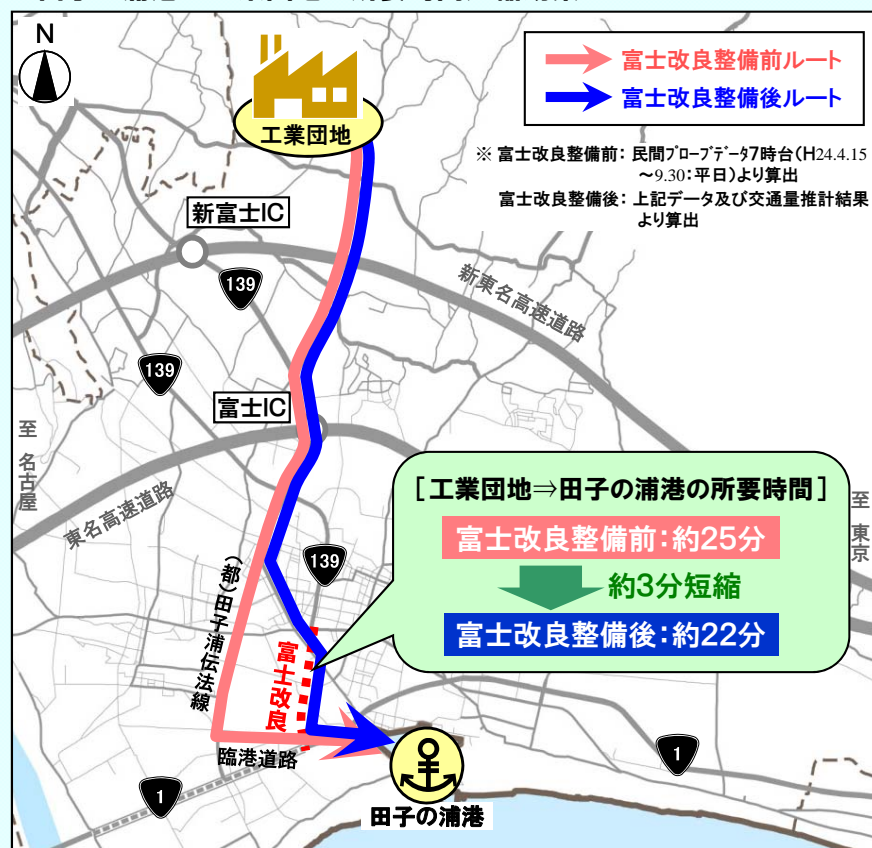 N
富士改良整備前ルート
富士改良整備後ルート
工業団地
※ 富士改良整備前: 民間プローブデータ7時台(H24.4.15
~9.30:平日)より算出
富士改良整備後: 上記データ及び交通量推計結果
より算出
新富士IC
139
新東名高速道路
139
富士IC
至 名古屋
東名高速道路
[工業団地⇒田子の浦港の所要時間]
富士改良整備前:約25分
約3分短縮
富士改良整備後:約22分
至 東京
139
(都)田子浦伝法線
富士改良
臨港道路
1
1
田子の浦港